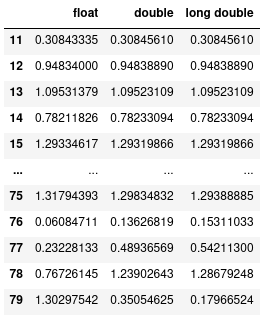 float double long double
11 0.30843335 0.30845610 0.30845610
12 0.94834000 0.94838890 0.94838890
13 1.09531379 1.09523109 1.09523109
14 0.78211826 0.78233094 0.78233094
15 1.29334617 1.29319866 1.29319866
... ... ... ...
75 1.31794393 1.29834832 1.29388885
76 0.06084711 0.13626819 0.15311033
77 0.23228133 0.48936569 0.54211300
78 0.76726145 1.23902643 1.28679248
79 1.30297542 0.35054625 0.17966524